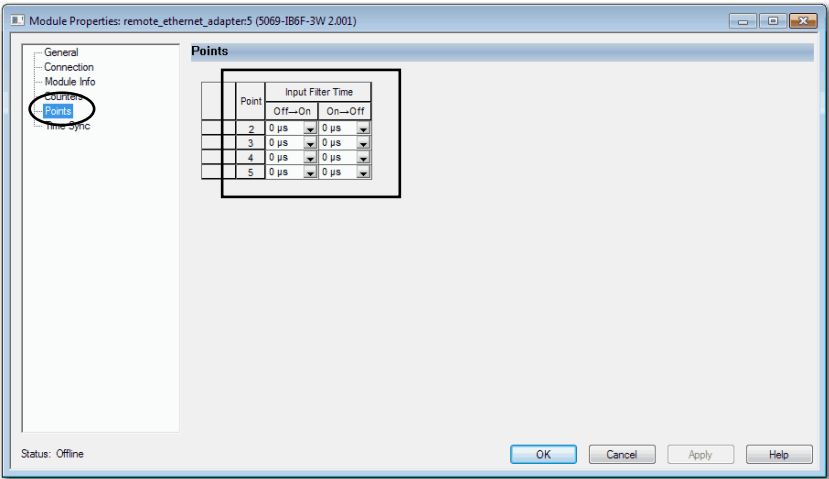 Module Properties: remote_ethernet_adapter:5 (5069-IB6F-3W 2.001)
General
Connection
Module Info
Counters
Points
Time Sync
Points
Point
Input Filter Time
Off→On
On→Off
2 0 µs 0 µs
3 0 µs 0 µs
4 0 µs 0 µs
5 0 µs 0 µs
Status: Offline
OK
Cancel
Apply
Help